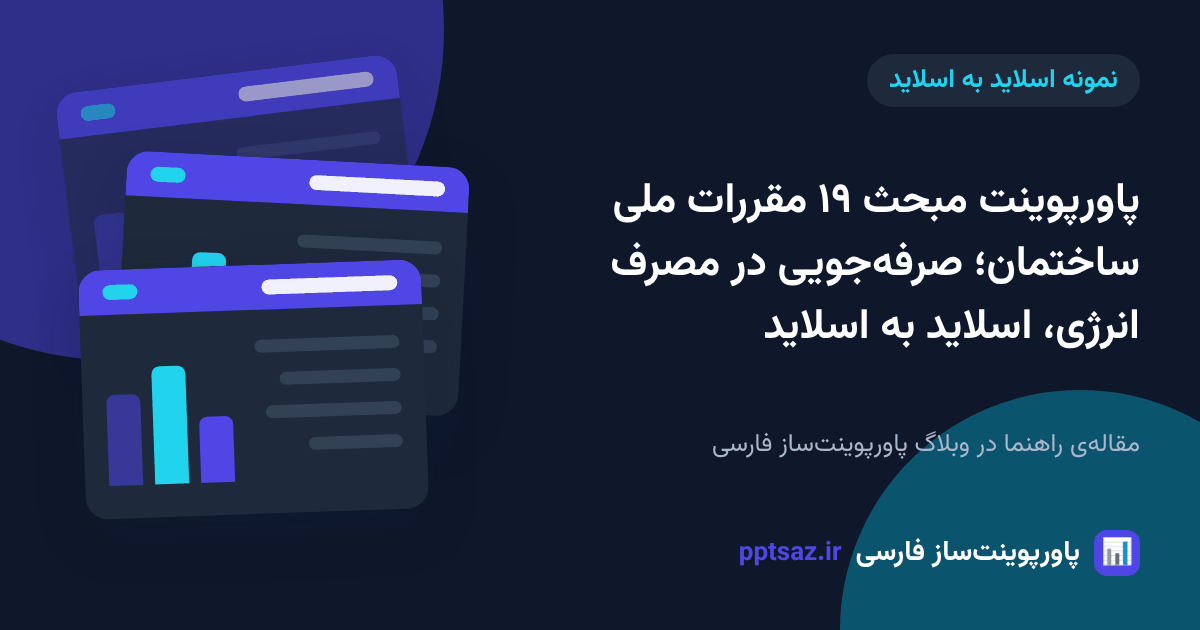 نمونه اسلاید به اسلاید
پاورپوینت مبحث ۱۹ مقررات ملی
ساختمان؛ صرفه‌جویی در مصرف
انرژی، اسلاید به اسلاید
مقاله‌ی راهنما در وبلاگ پاورپوینت‌ساز فارسی
پاورپوینت‌ساز فارسی pptsaz.ir